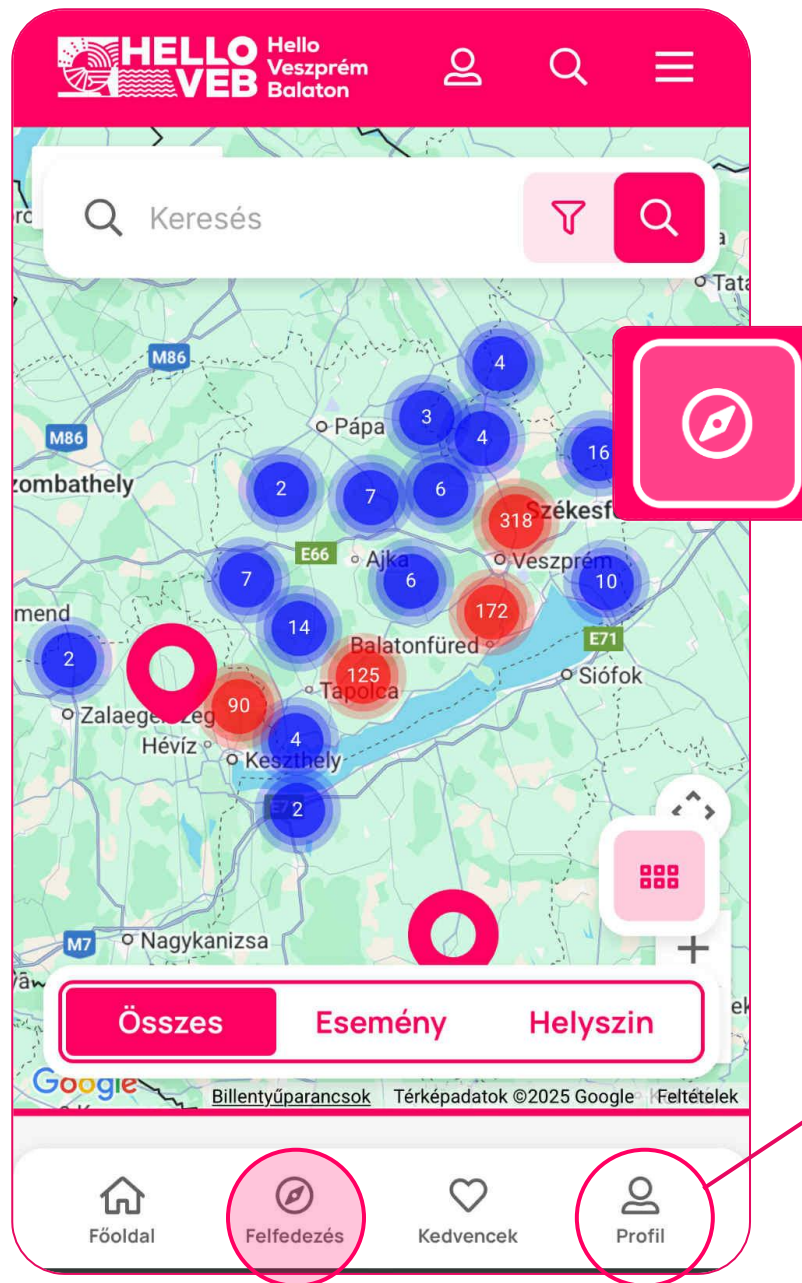 HELLO
VEB
Hello
Veszprém
Balaton
Keresés
Tata
M86
4
3
4
Pápa
M86
16
zombathely
2
7
6
318
Székesf
E66
Ajka
Veszprém
7
6
10
172
mend
14
Balatonfüred
E71
2
125
Siófok
90
Tapolca
Zalaegerszeg
4
Hévíz
Keszthely
2
M7
Nagykanizsa
Összes
Esemény
Helyszin
Google
Billentyűparancsok
Térképadatok ©2025 Google
Feltételek
Főoldal
Felfedezés
Kedvencek
Profil